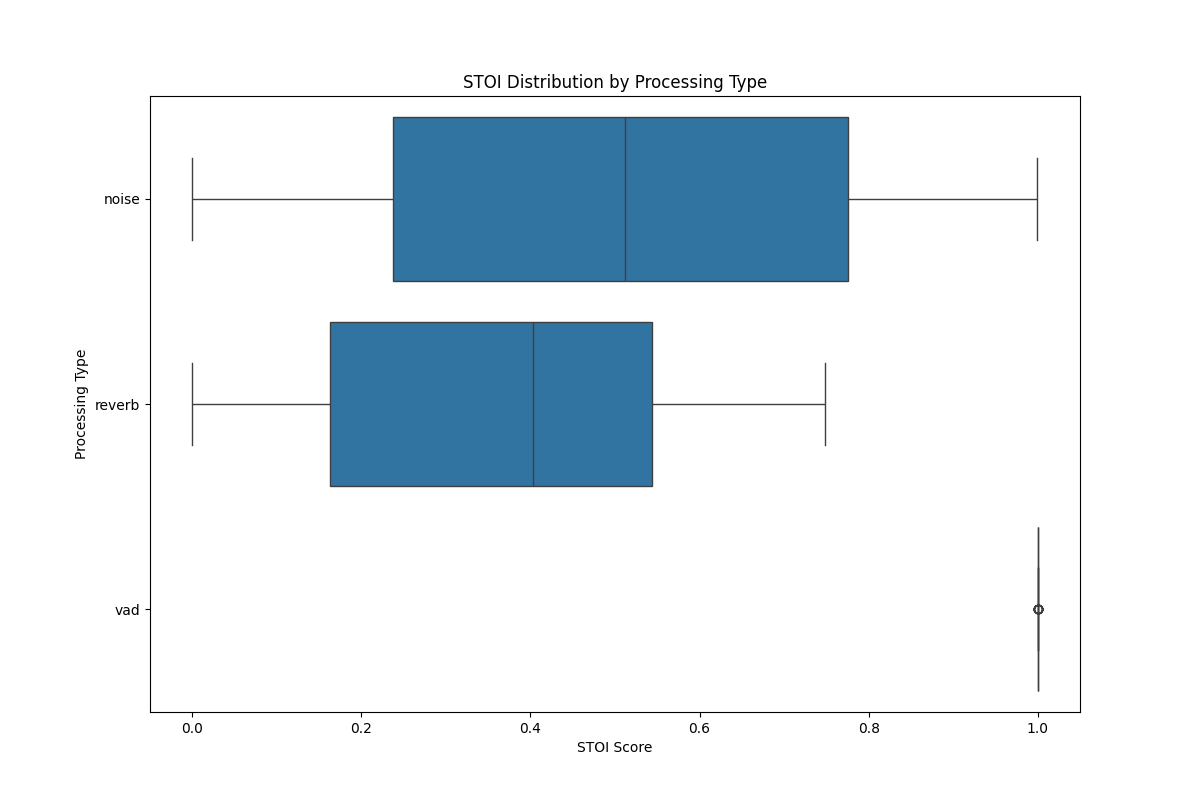 STOI Distribution by Processing Type
Processing Type
noise
reverb
vad
0.0 0.2 0.4 0.6 0.8 1.0
STOI Score